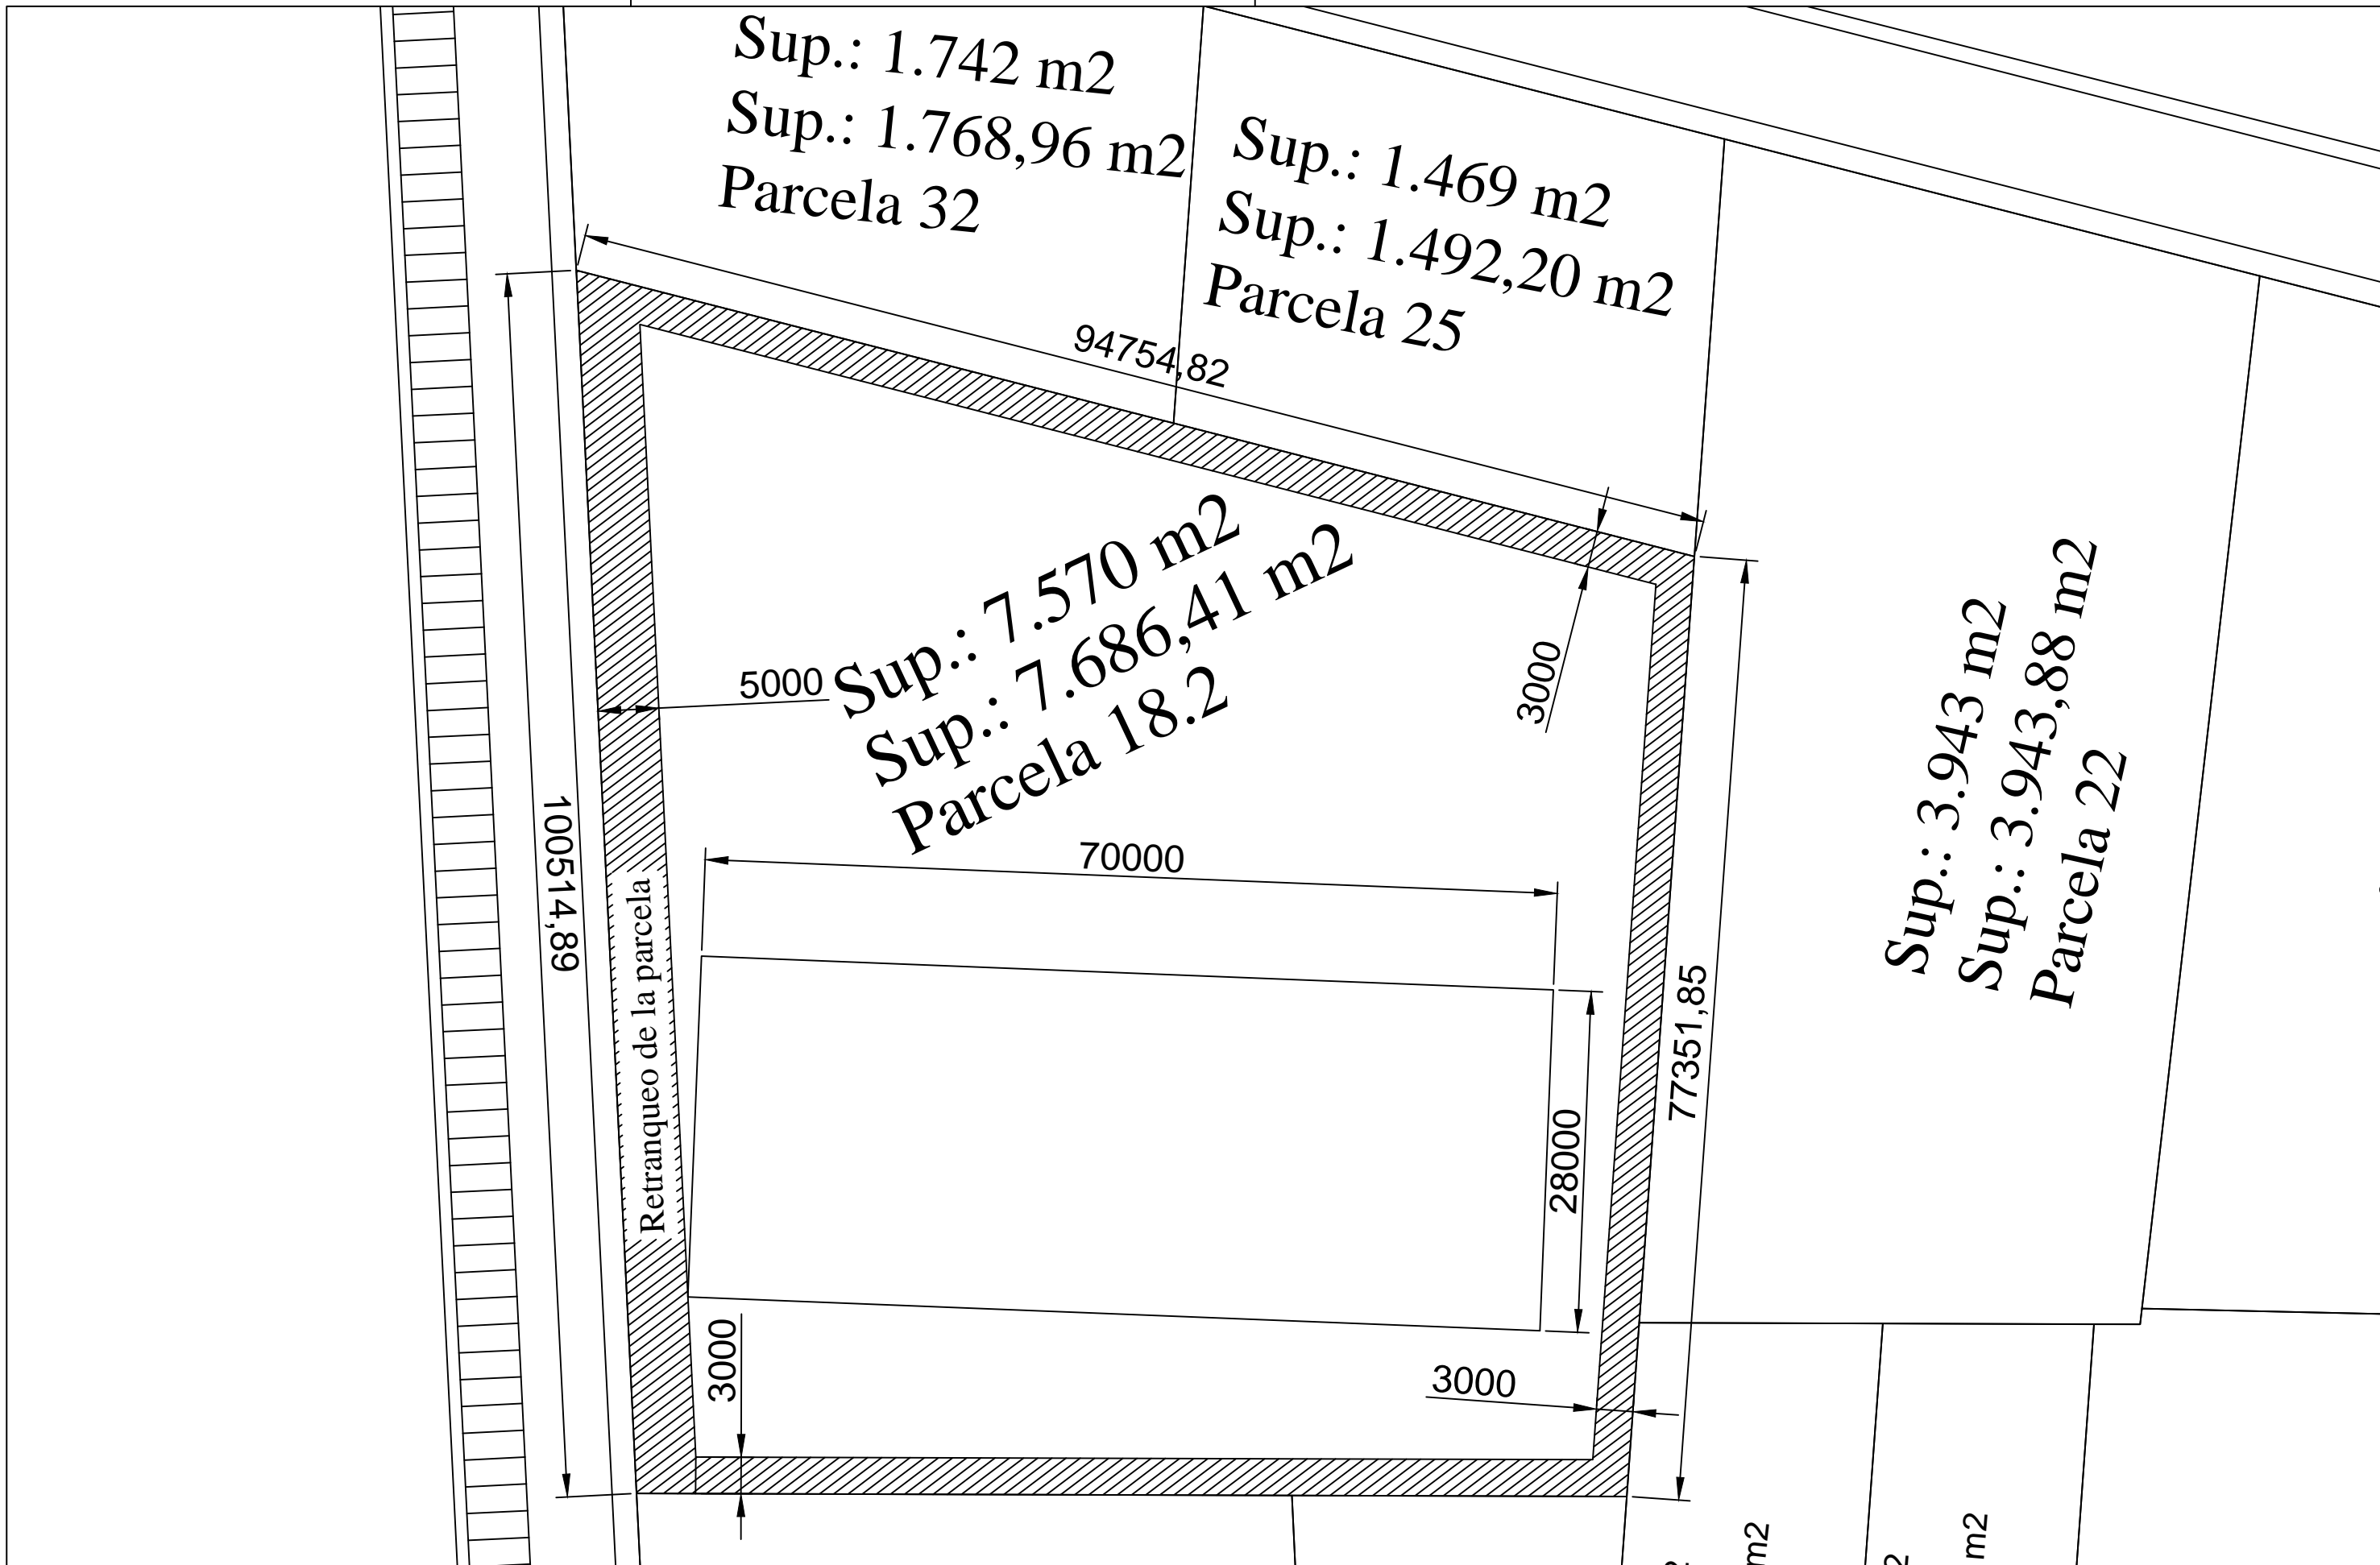 Sup.: 1.742 m2
Sup.: 1.768,96 m2
Parcela 32
Sup.: 1.469 m2
Sup.: 1.492,20 m2
Parcela 25
94754,82
Sup.: 7.570 m2
Sup.: 7.686,41 m2
Parcela 18.2
5000
3000
Sup.: 3.943 m2
Sup.: 3.943,88 m2
Parcela 22
100514,89
70000
Retranqueo de la parcela
28000
77351,85
3000
3000
m2
m2